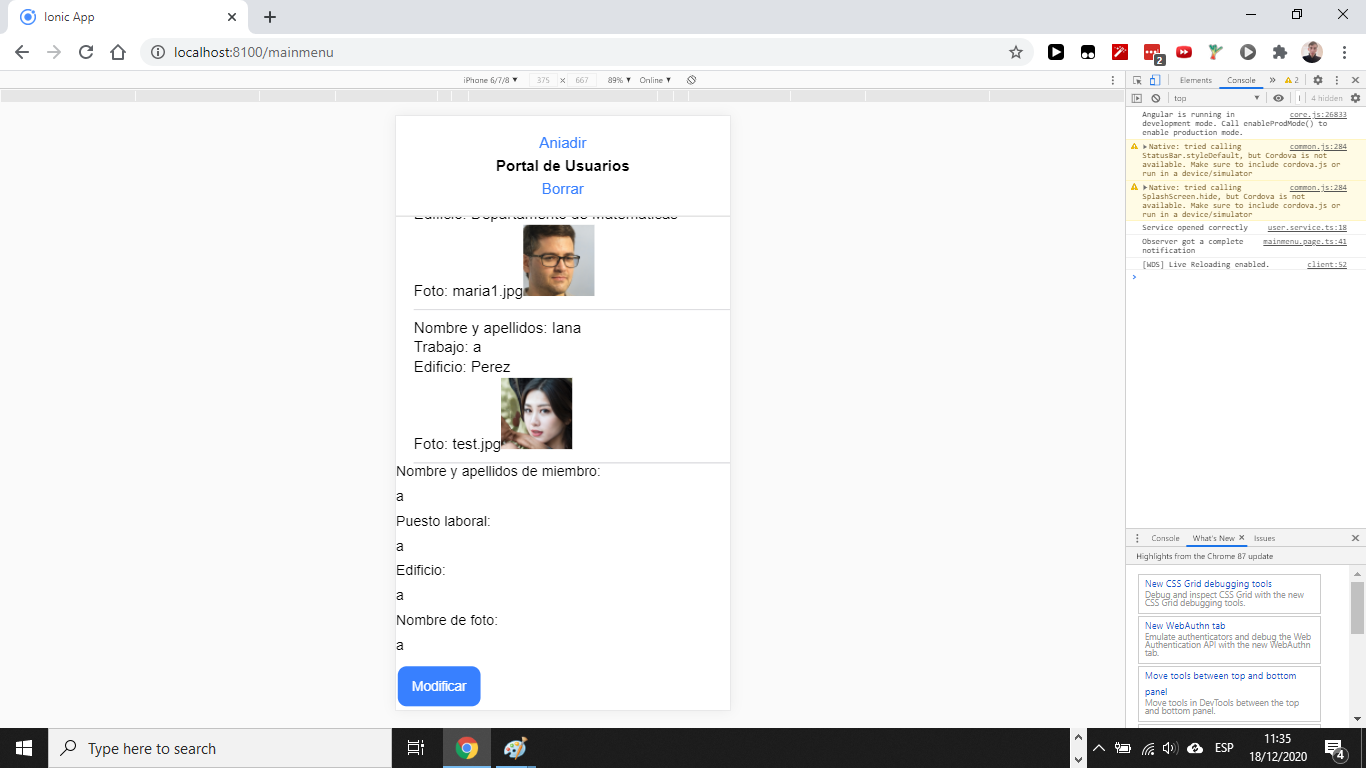 Ionic App
localhost:8100/mainmenu
2
iPhone 6/7/8 ▼ 375 × 667 89% ▼ Online ▼
Elements Console » 2
top ▼ 4 hidden
Aniadir
Portal de Usuarios
Borrar
Edificio: Departamento de Matematicas
Foto: maria1.jpg
Nombre y apellidos: Iana
Trabajo: a
Edificio: Perez
Foto: test.jpg
Nombre y apellidos de miembro:
a
Puesto laboral:
a
Edificio:
a
Nombre de foto:
a
Modificar
Angular is running in core.js:26833
development mode. Call enableProdMode() to
enable production mode.
▶Native: tried calling common.js:284
StatusBar.styleDefault, but Cordova is not
available. Make sure to include cordova.js or
run in a device/simulator
▶Native: tried calling common.js:284
SplashScreen.hide, but Cordova is not
available. Make sure to include cordova.js or
run in a device/simulator
Service opened correctly user.service.ts:18
Observer got a complete mainmenu.page.ts:41
notification
[WDS] Live Reloading enabled. client:52
Console What's New Issues
Highlights from the Chrome 87 update
New CSS Grid debugging tools
Debug and inspect CSS Grid with the new
CSS Grid debugging tools.
New WebAuthn tab
Emulate authenticators and debug the Web
Authentication API with the new WebAuthn
tab.
Move tools between top and bottom
panel
Move tools in DevTools between the top
and bottom panel.
Type here to search
ESP
11:35
18/12/2020
4